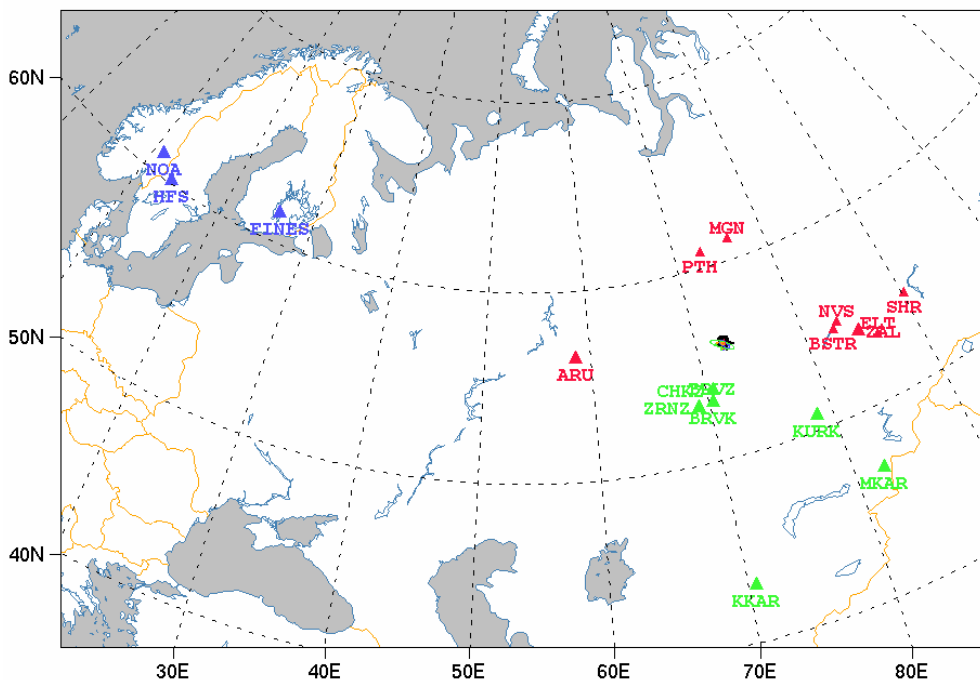 60N
NOA
HFS
FINES
MGN
PTH
SHR
NVS
ELT
50N
BSTR
ZAL
ARU
CHKZ
ZRNZ
BRVK
KURK
MKAR
40N
KKAR
30E
40E
50E
60E
70E
80E